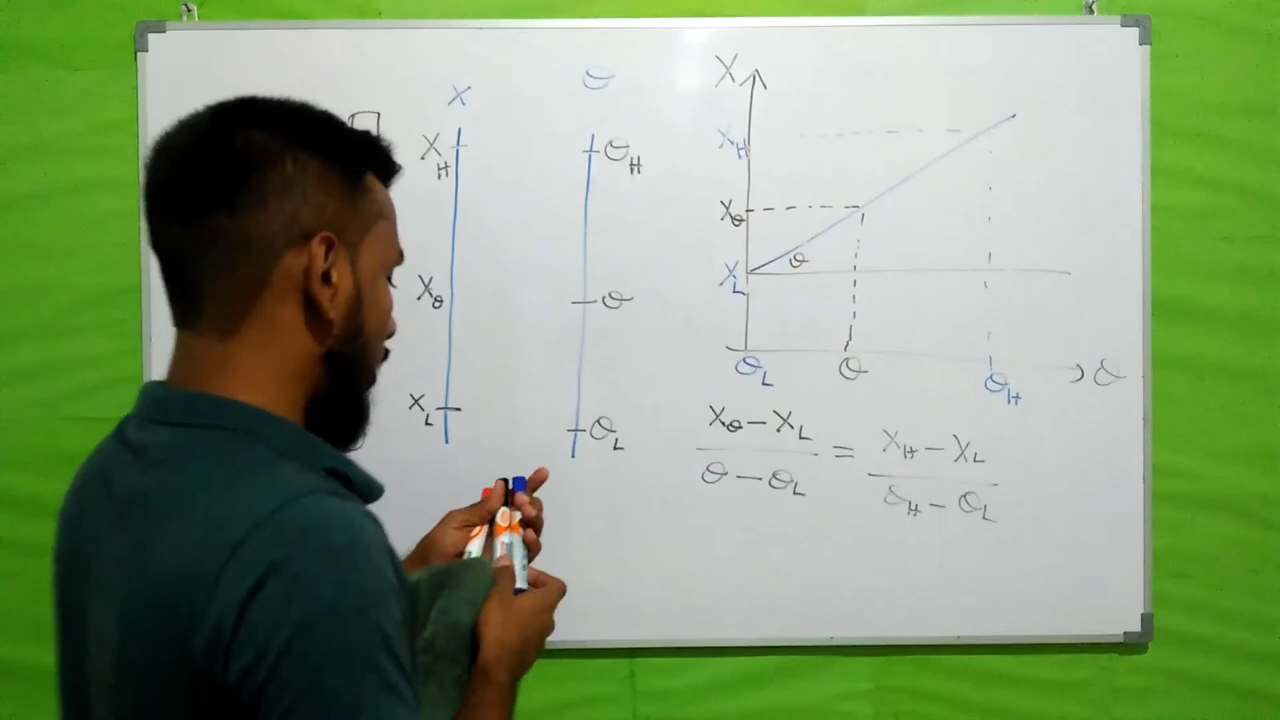 X
X_H
X_θ
X_L
θ
θ_H
θ
θ_L
X
X_H
X_θ
X_L
θ
θ_L
θ
θ_H
θ
X_θ – X_L / θ – θ_L = X_H – X_L / θ_H – θ_L